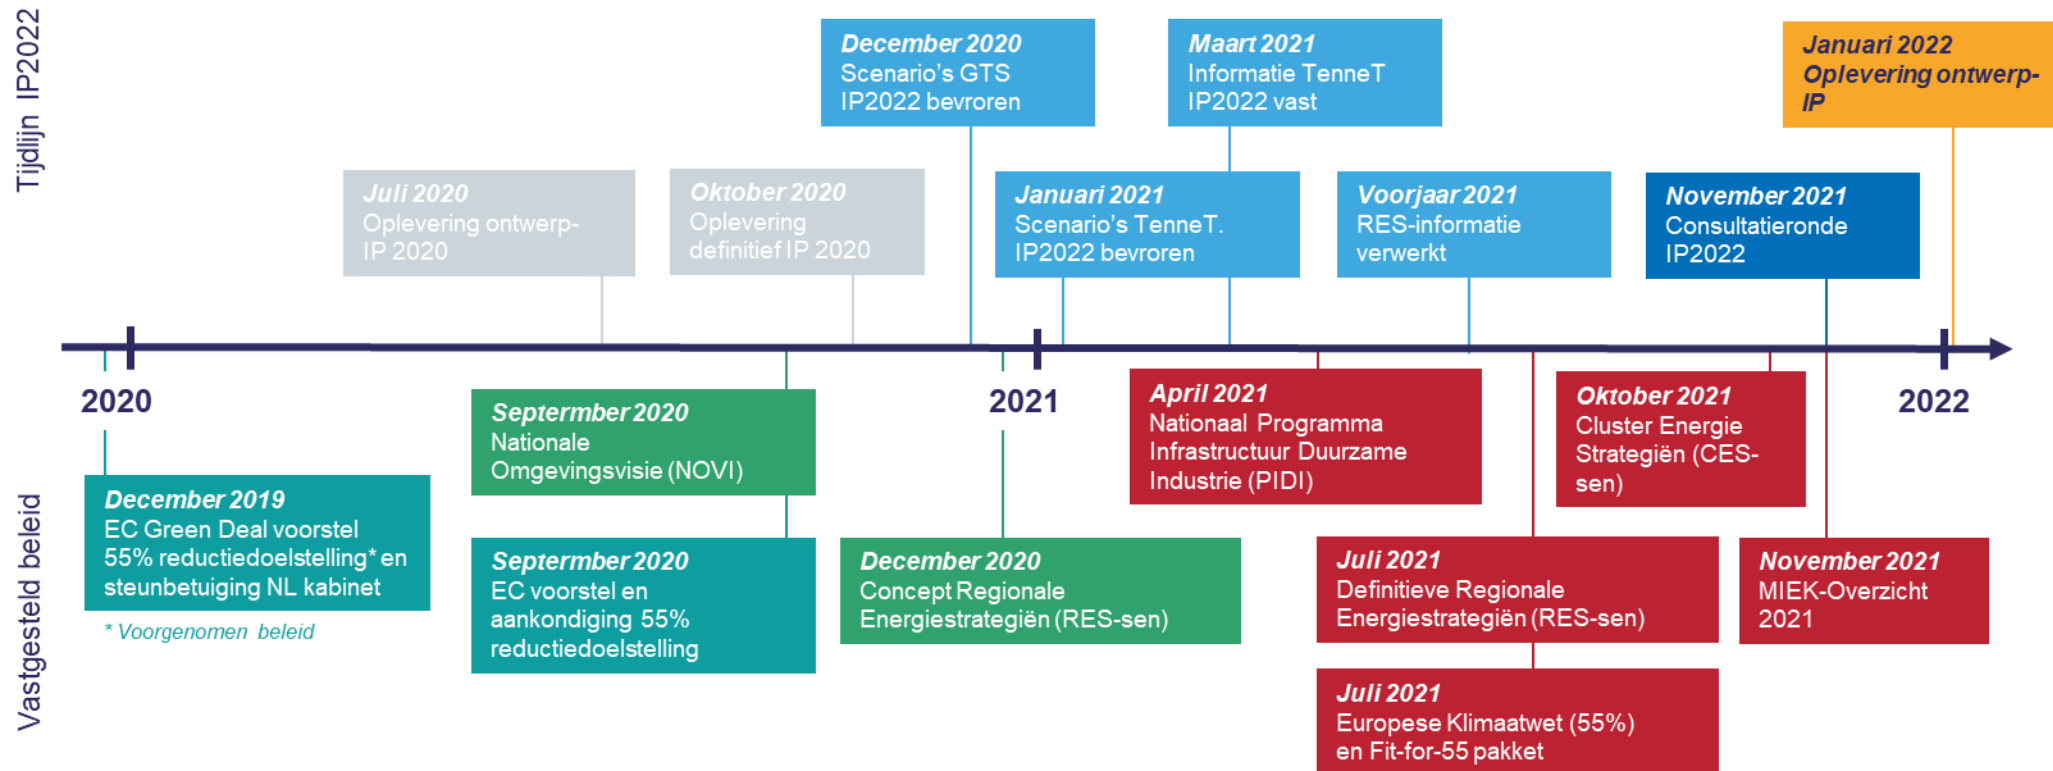 Tijdlijn IP2022
December 2020
Scenario's GTS
IP2022 bevroren
Maart 2021
Informatie TenneT
IP2022 vast
Januari 2022
Oplevering ontwerp-
IP
Juli 2020
Oplevering ontwerp-
IP 2020
Oktober 2020
Oplevering
definitief IP 2020
Januari 2021
Scenario's TenneT.
IP2022 bevroren
Voorjaar 2021
RES-informatie
verwerkt
November 2021
Consultatieronde
IP2022
2020
2021
2022
Vastgesteld beleid
December 2019
EC Green Deal voorstel
55% reductiedoelstelling* en
steunbetuiging NL kabinet
* Voorgenomen beleid
Septermber 2020
Nationale
Omgevingsvisie (NOVI)
Septermber 2020
EC voorstel en
aankondiging 55%
reductiedoelstelling
December 2020
Concept Regionale
Energiestrategiën (RES-sen)
April 2021
Nationaal Programma
Infrastructuur Duurzame
Industrie (PIDI)
Juli 2021
Definitieve Regionale
Energiestrategiën (RES-sen)
Juli 2021
Europese Klimaatwet (55%)
en Fit-for-55 pakket
Oktober 2021
Cluster Energie
Strategiën (CES-
sen)
November 2021
MIEK-Overzicht
2021